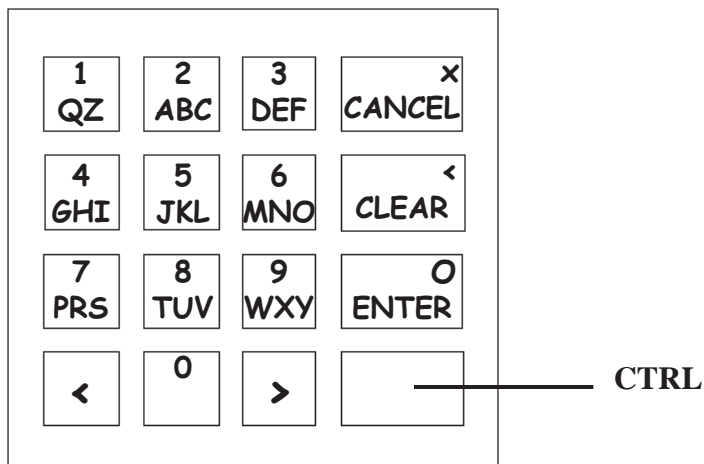 1 2 3 x
QZ ABC DEF CANCEL
4 5 6 <
GHI JKL MNO CLEAR
7 8 9 O
PRS TUV WXY ENTER
< 0 >
CTRL